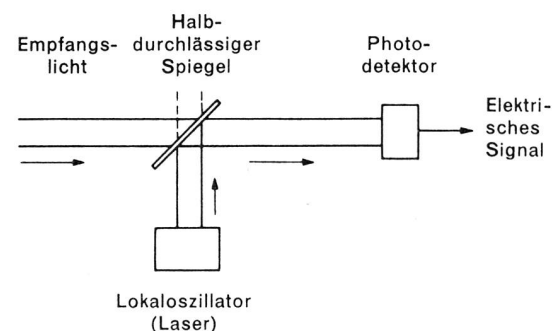 Empfangs-
licht
Halb-
durchlässiger
Spiegel
Photo-
detektor
Elektri-
sches
Signal
Lokaloszillator
(Laser)